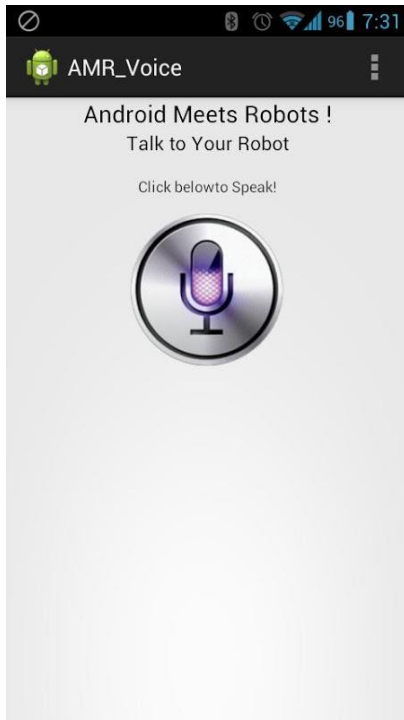 96 7:31
AMR_Voice
Android Meets Robots !
Talk to Your Robot
Click belowto Speak!